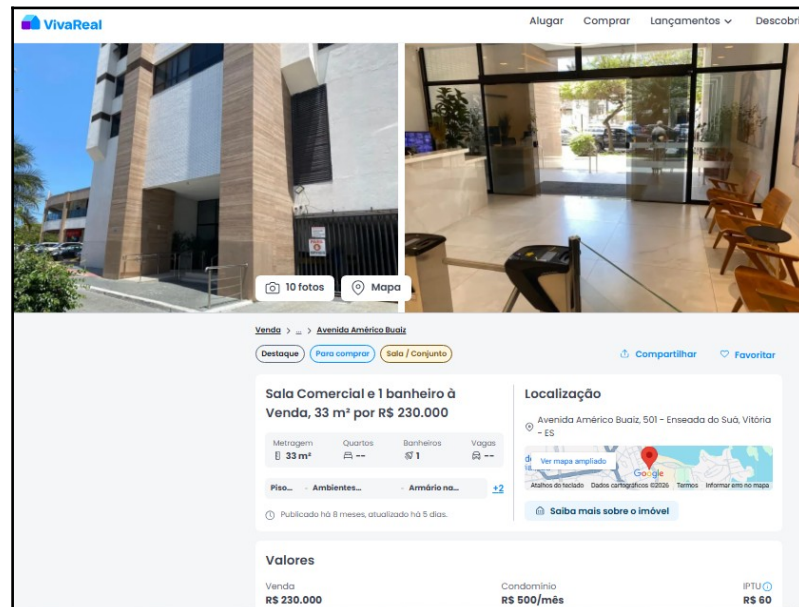 VivaReal
Alugar Comprar Lançamentos Descobri
10 fotos Mapa
Venda > ... > Avenida Américo Buaiz
Destaque Para comprar Sala / Conjunto
Compartilhar Favoritar
Sala Comercial e 1 banheiro à
Venda, 33 m² por R$ 230.000
Metragem Quartos Banheiros Vagas
33 m² -- 1 --
Piso... · Ambientes... · Armário na... +2
Publicado há 8 meses, atualizado há 5 dias.
Localização
Avenida Américo Buaiz, 501 - Enseada do Suá, Vitória
- ES
Ver mapa ampliado
Google
Atalhos do teclado Dados cartográficos ©2026 Termos Informar erro no mapa
Saiba mais sobre o imóvel
Valores
Venda Condomínio IPTU
R$ 230.000 R$ 500/mês R$ 60